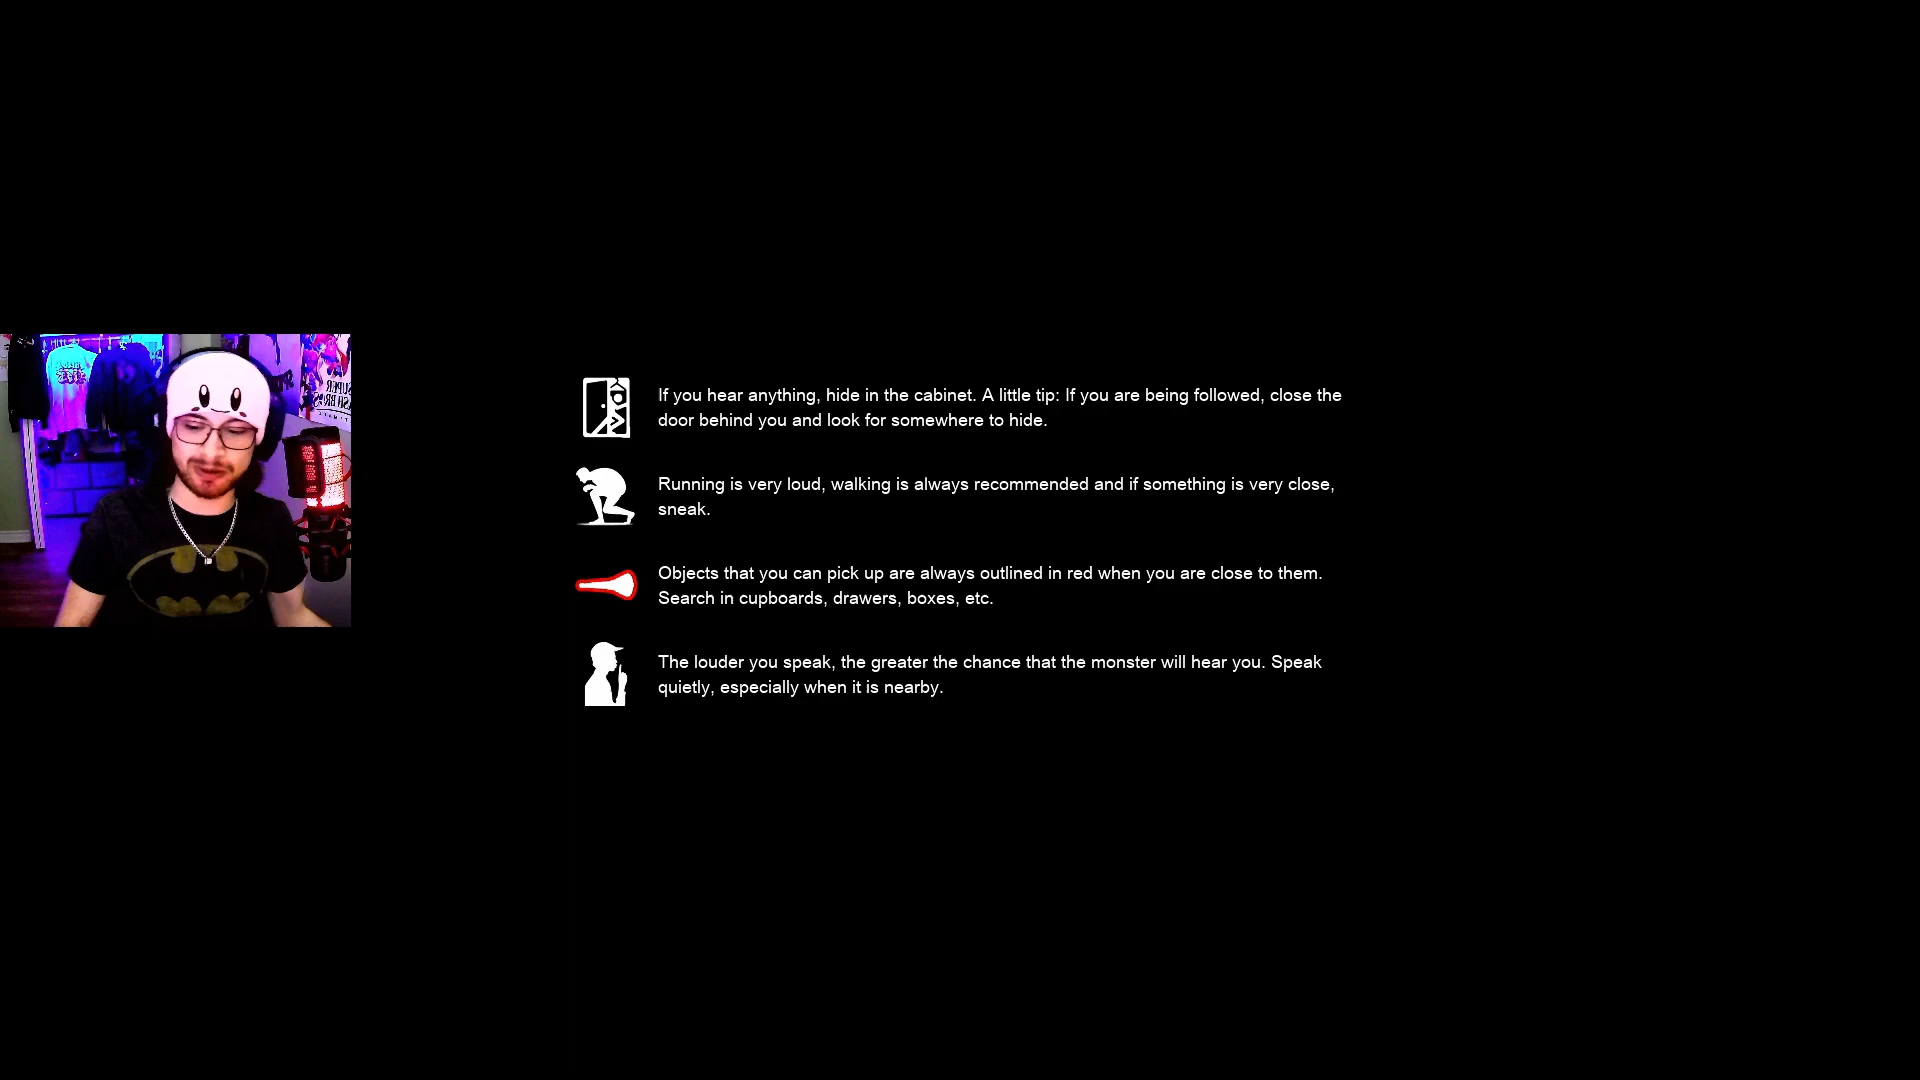 If you hear anything, hide in the cabinet. A little tip: If you are being followed, close the
door behind you and look for somewhere to hide.
Running is very loud, walking is always recommended and if something is very close,
sneak.
Objects that you can pick up are always outlined in red when you are close to them.
Search in cupboards, drawers, boxes, etc.
The louder you speak, the greater the chance that the monster will hear you. Speak
quietly, especially when it is nearby.